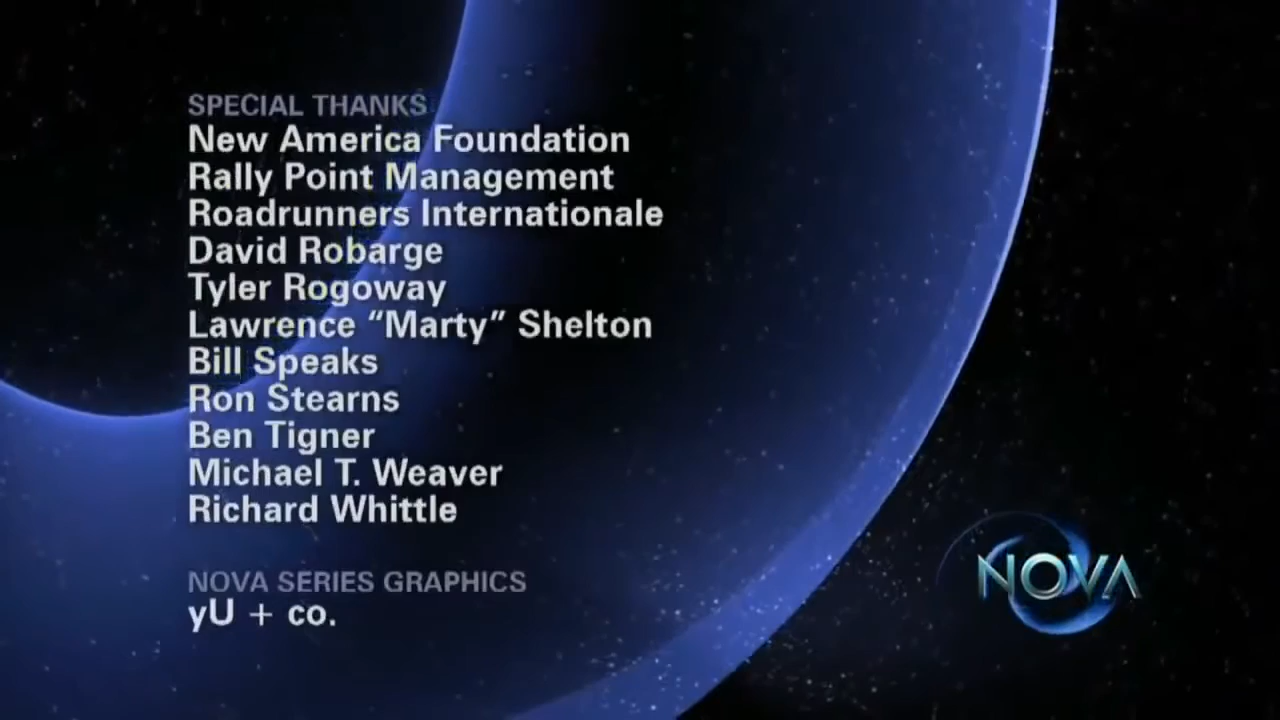 SPECIAL THANKS
New America Foundation
Rally Point Management
Roadrunners Internationale
David Robarge
Tyler Rogoway
Lawrence “Marty” Shelton
Bill Speaks
Ron Stearns
Ben Tigner
Michael T. Weaver
Richard Whittle
NOVA SERIES GRAPHICS
yU + co.
NOVA